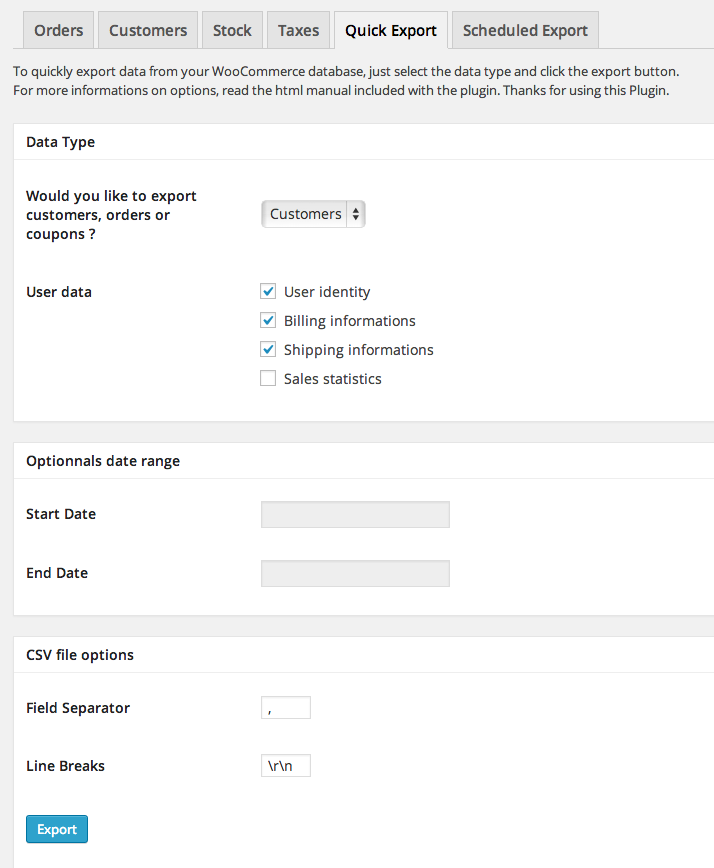 Orders Customers Stock Taxes Quick Export Scheduled Export
To quickly export data from your WooCommerce database, just select the data type and click the export button.
For more informations on options, read the html manual included with the plugin. Thanks for using this Plugin.
Data Type
Would you like to export
customers, orders or
coupons ?
Customers
User data
User identity
Billing informations
Shipping informations
Sales statistics
Optionnals date range
Start Date
End Date
CSV file options
Field Separator
,
Line Breaks
\r\n
Export